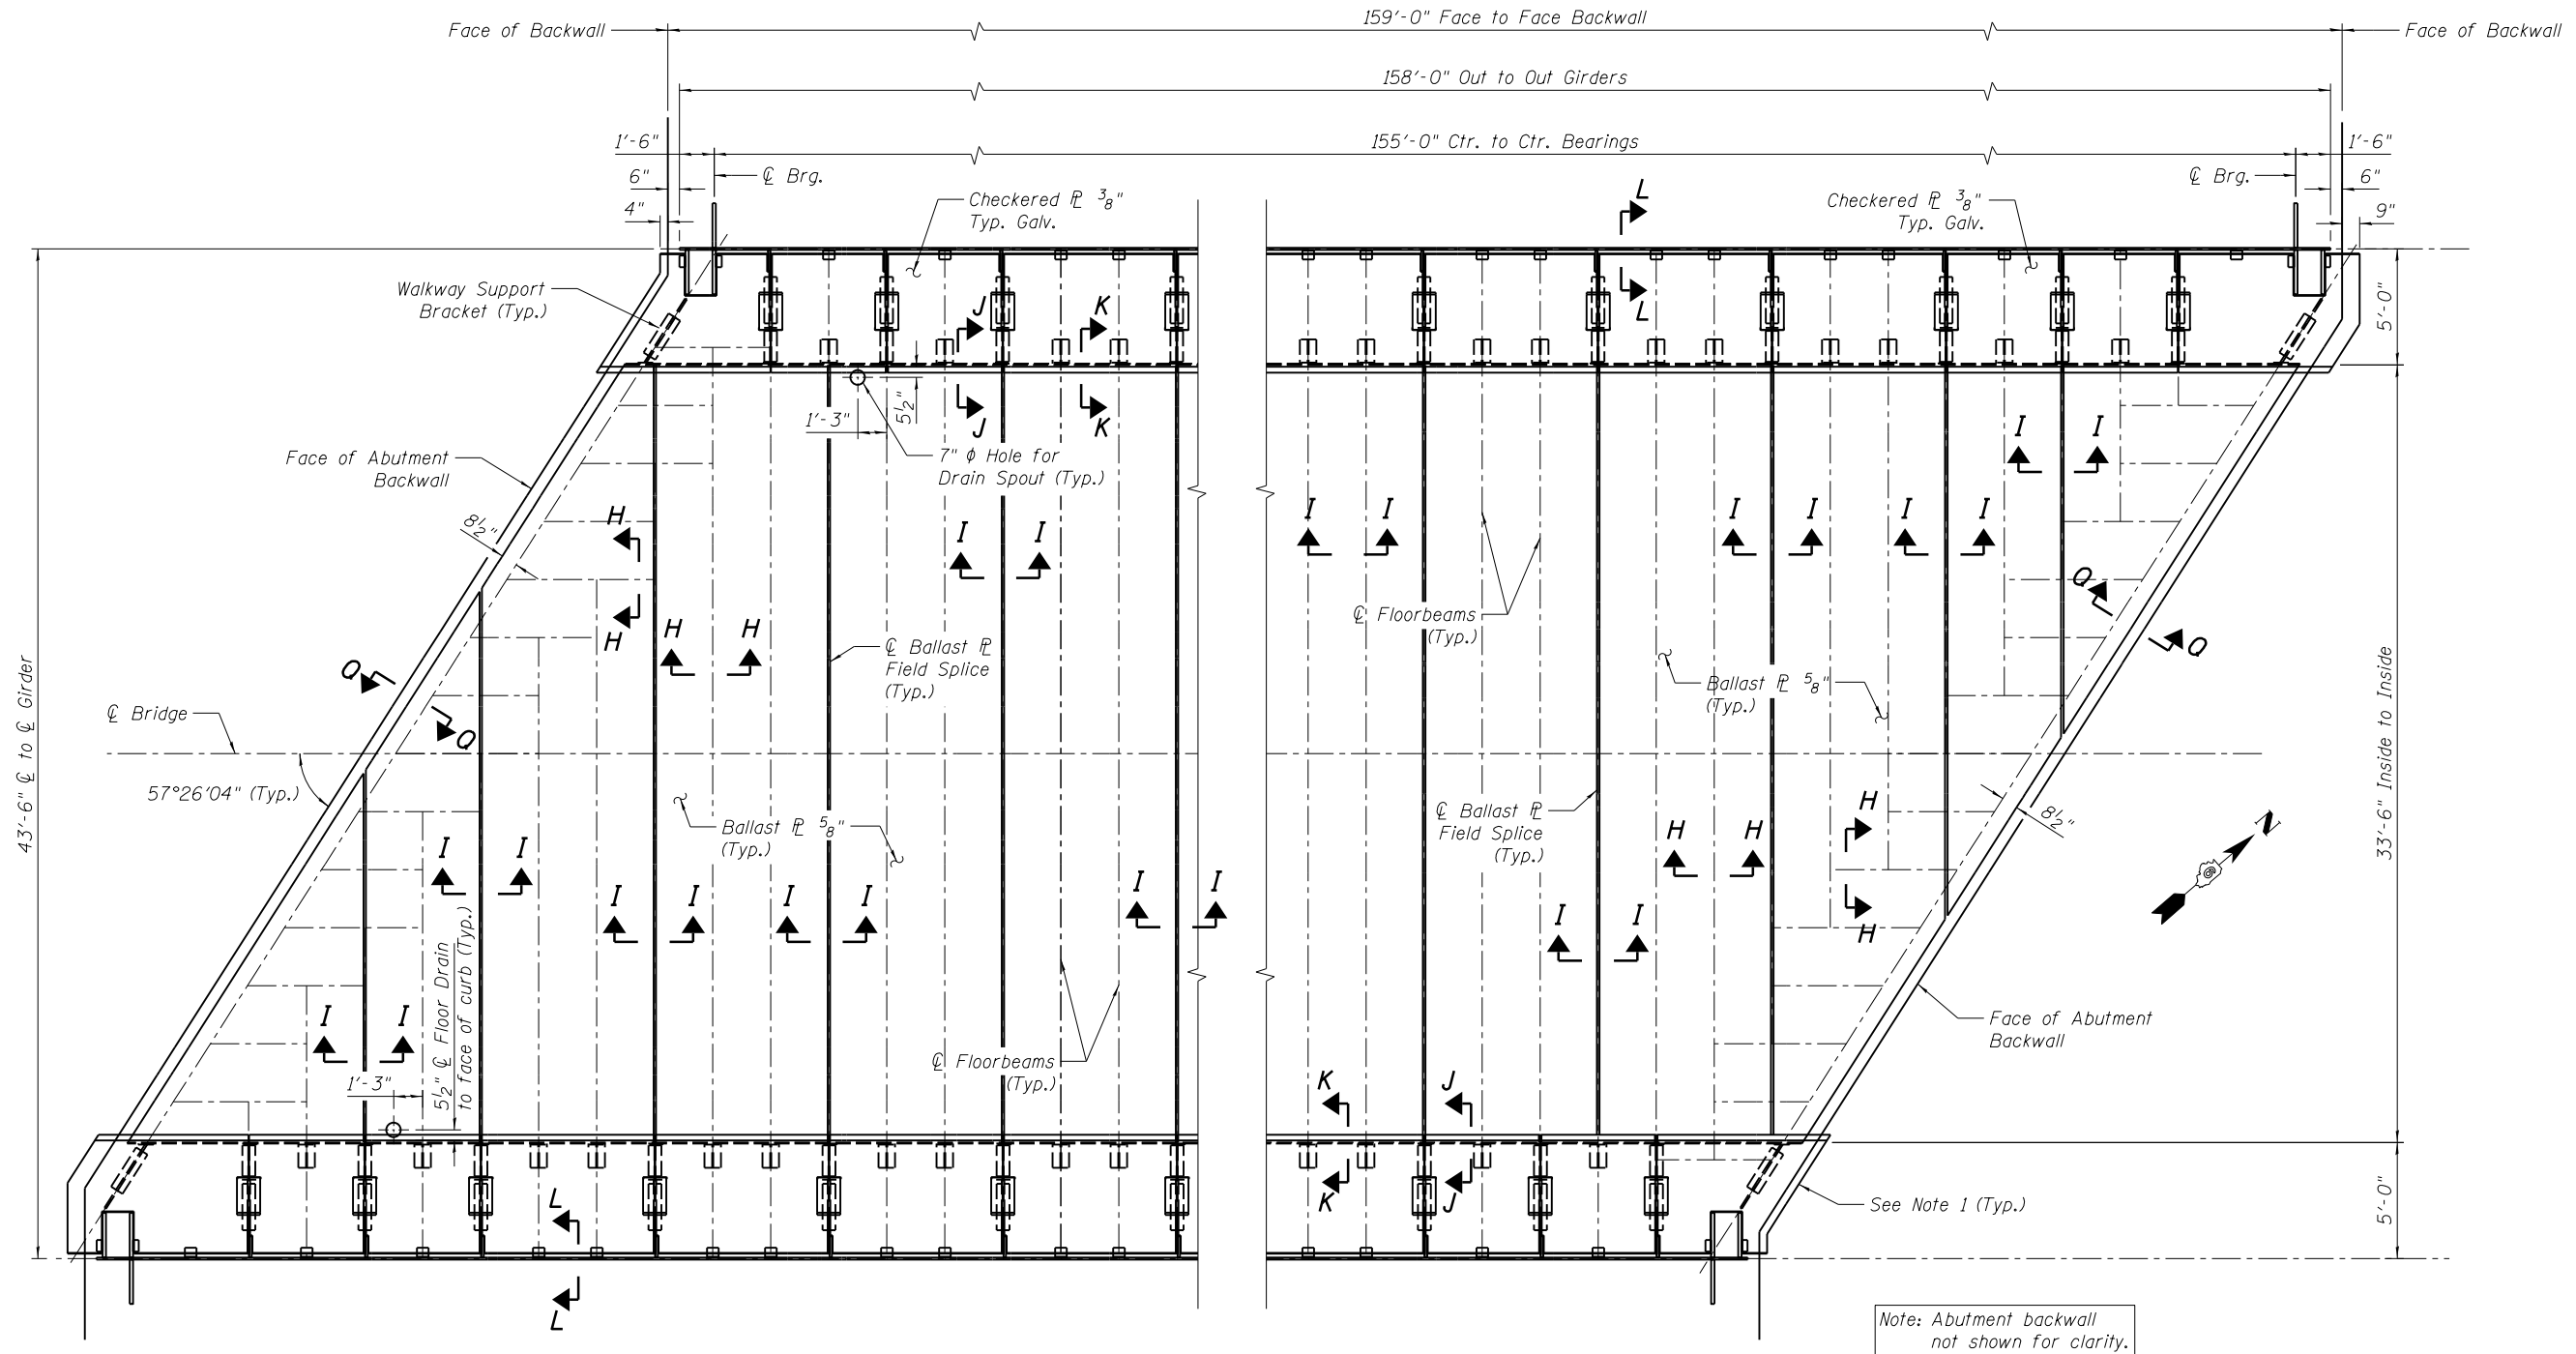 159'-0" Face to Face Backwall
Face of Backwall
Face of Backwall
158'-0" Out to Out Girders
1'-6"
155'-0" Ctr. to Ctr. Bearings
1'-6"
6"
℄ Brg.
℄ Brg.
6"
4"
Checkered ℙ 3/8"
Typ. Galv.
Checkered ℙ 3/8"
Typ. Galv.
9"
L
L
Walkway Support
Bracket (Typ.)
J
K
J
K
5'-0"
1'-3"
5½"
7" ϕ Hole for
Drain Spout (Typ.)
Face of Abutment
Backwall
8½"
H
H
I
I
I
I
I
I
I
I
I
I
℄ Floorbeams
(Typ.)
H
H
℄ Ballast ℙ
Field Splice
(Typ.)
Q
Q
Q
Q
43'-6" ℄ to ℄ Girder
℄ Bridge
57°26'04" (Typ.)
Ballast ℙ 5/8"
(Typ.)
Ballast ℙ 5/8"
(Typ.)
33'-6" Inside to Inside
℄ Ballast ℙ
Field Splice
(Typ.)
H
H
H
H
8½"
N
I
I
I
I
I
I
I
I
I
I
I
I
5½" ℄ Floor Drain
to face of curb (Typ.)
1'-3"
℄ Floorbeams
(Typ.)
Face of Abutment
Backwall
K
J
K
J
L
L
5'-0"
See Note 1 (Typ.)
Note: Abutment backwall
not shown for clarity.